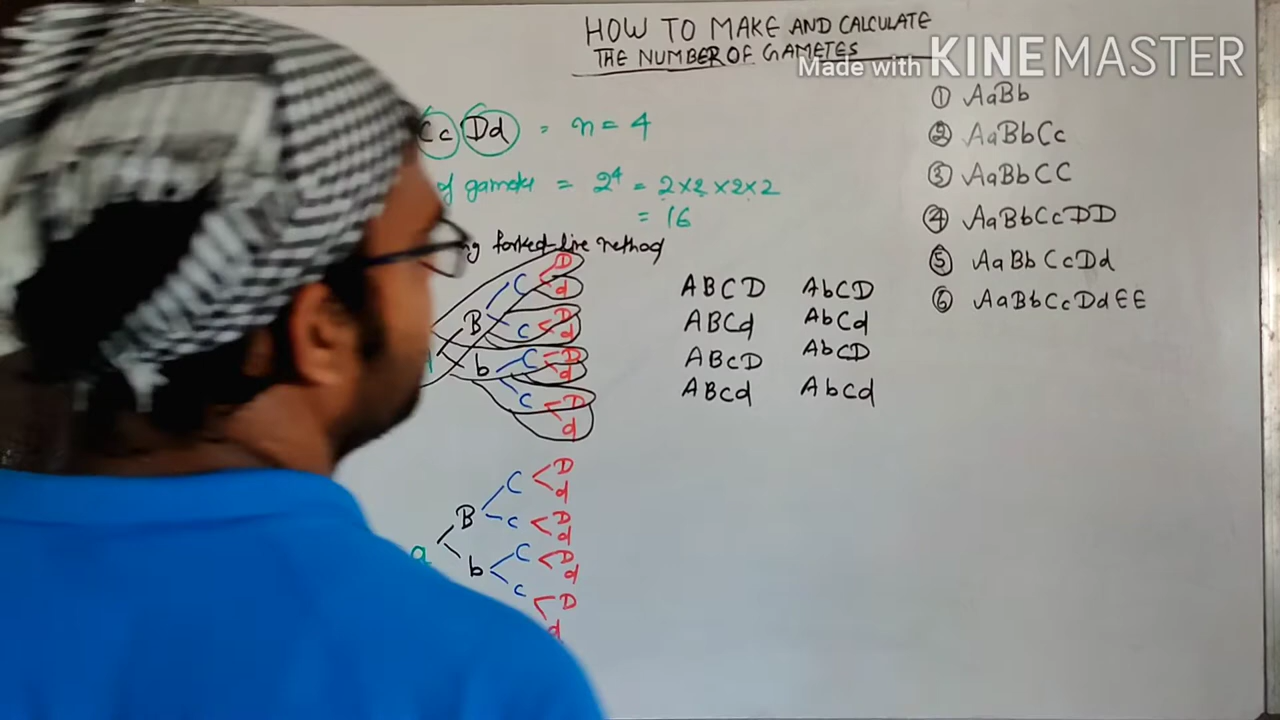 HOW TO MAKE AND CALCULATE
THE NUMBER OF GAMETES
Made with KINEMASTER
Cc Dd = n = 4
of gamete = 2⁴ = 2×2×2×2
= 16
forked-line method
D
C
d
B
D
c
d
D
b C
d
c D
d
ABCD AbCD
ABCd AbCd
ABcD AbcD
ABcd Abcd
① AaBb
② AaBbCc
③ AaBbCC
④ AaBbCcDD
⑤ AaBbCcDd
⑥ AaBbCcDdEE
D
C
d
B
D
c
d
a
C D
b
d
c D
d